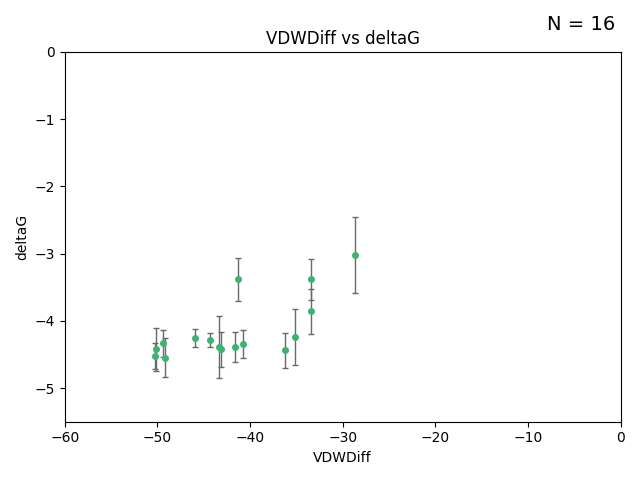 N = 16
VDWDiff vs deltaG
0
−1
−2
−3
−4
−5
deltaG
−60 −50 −40 −30 −20 −10 0
VDWDiff